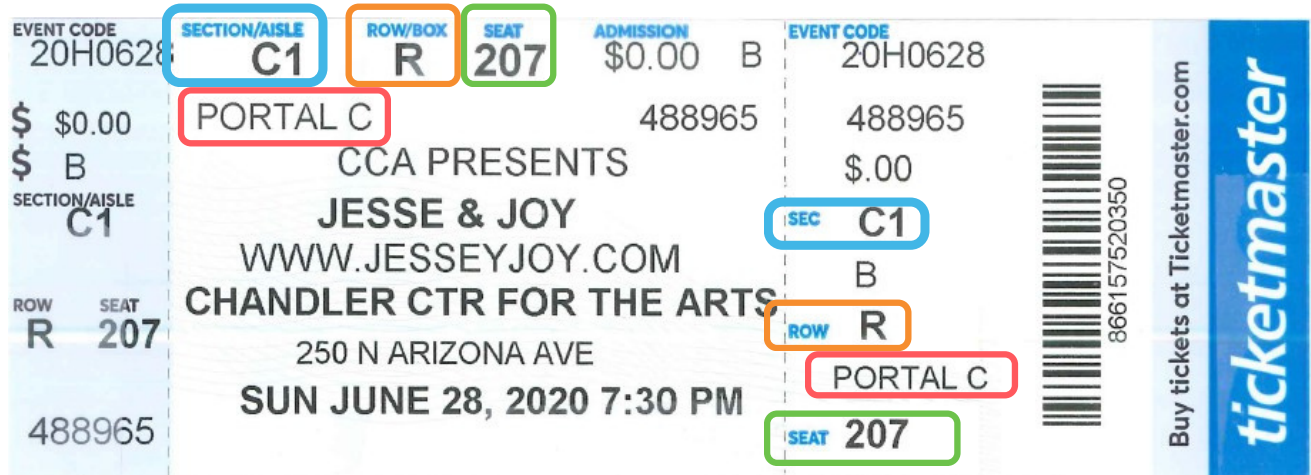 EVENT CODE SECTION/AISLE ROW/BOX SEAT ADMISSION EVENT CODE
20H0628 C1 R 207 $0.00 B 20H0628
$ $0.00 PORTAL C 488965 488965
$ B CCA PRESENTS $.00
SECTION/AISLE
C1 JESSE & JOY SEC C1
WWW.JESSEYJOY.COM B
ROW SEAT CHANDLER CTR FOR THE ARTS
R 207 250 N ARIZONA AVE ROW R
PORTAL C
488965 SUN JUNE 28, 2020 7:30 PM SEAT 207
866157520350
Buy tickets at Ticketmaster.com
ticketmaster